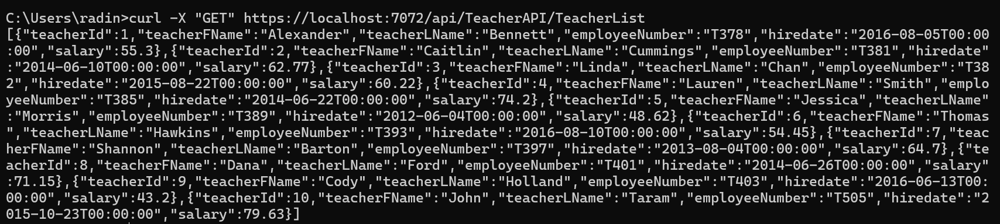 C:\Users\radin>curl -X "GET" https://localhost:7072/api/TeacherAPI/TeacherList
[{"teacherId":1,"teacherFName":"Alexander","teacherLName":"Bennett","employeeNumber":"T378","hiredate":"2016-08-05T00:00
:00","salary":55.3},{"teacherId":2,"teacherFName":"Caitlin","teacherLName":"Cummings","employeeNumber":"T381","hiredate"
:"2014-06-10T00:00:00","salary":62.77},{"teacherId":3,"teacherFName":"Linda","teacherLName":"Chan","employeeNumber":"T38
2","hiredate":"2015-08-22T00:00:00","salary":60.22},{"teacherId":4,"teacherFName":"Lauren","teacherLName":"Smith","emplo
yeeNumber":"T385","hiredate":"2014-06-22T00:00:00","salary":74.2},{"teacherId":5,"teacherFName":"Jessica","teacherLName"
:"Morris","employeeNumber":"T389","hiredate":"2012-06-04T00:00:00","salary":48.62},{"teacherId":6,"teacherFName":"Thomas
","teacherLName":"Hawkins","employeeNumber":"T393","hiredate":"2016-08-10T00:00:00","salary":54.45},{"teacherId":7,"teac
herFName":"Shannon","teacherLName":"Barton","employeeNumber":"T397","hiredate":"2013-08-04T00:00:00","salary":64.7},{"te
acherId":8,"teacherFName":"Dana","teacherLName":"Ford","employeeNumber":"T401","hiredate":"2014-06-26T00:00:00","salary"
:71.15},{"teacherId":9,"teacherFName":"Cody","teacherLName":"Holland","employeeNumber":"T403","hiredate":"2016-06-13T00:
00:00","salary":43.2},{"teacherId":10,"teacherFName":"John","teacherLName":"Taram","employeeNumber":"T505","hiredate":"2
015-10-23T00:00:00","salary":79.63}]